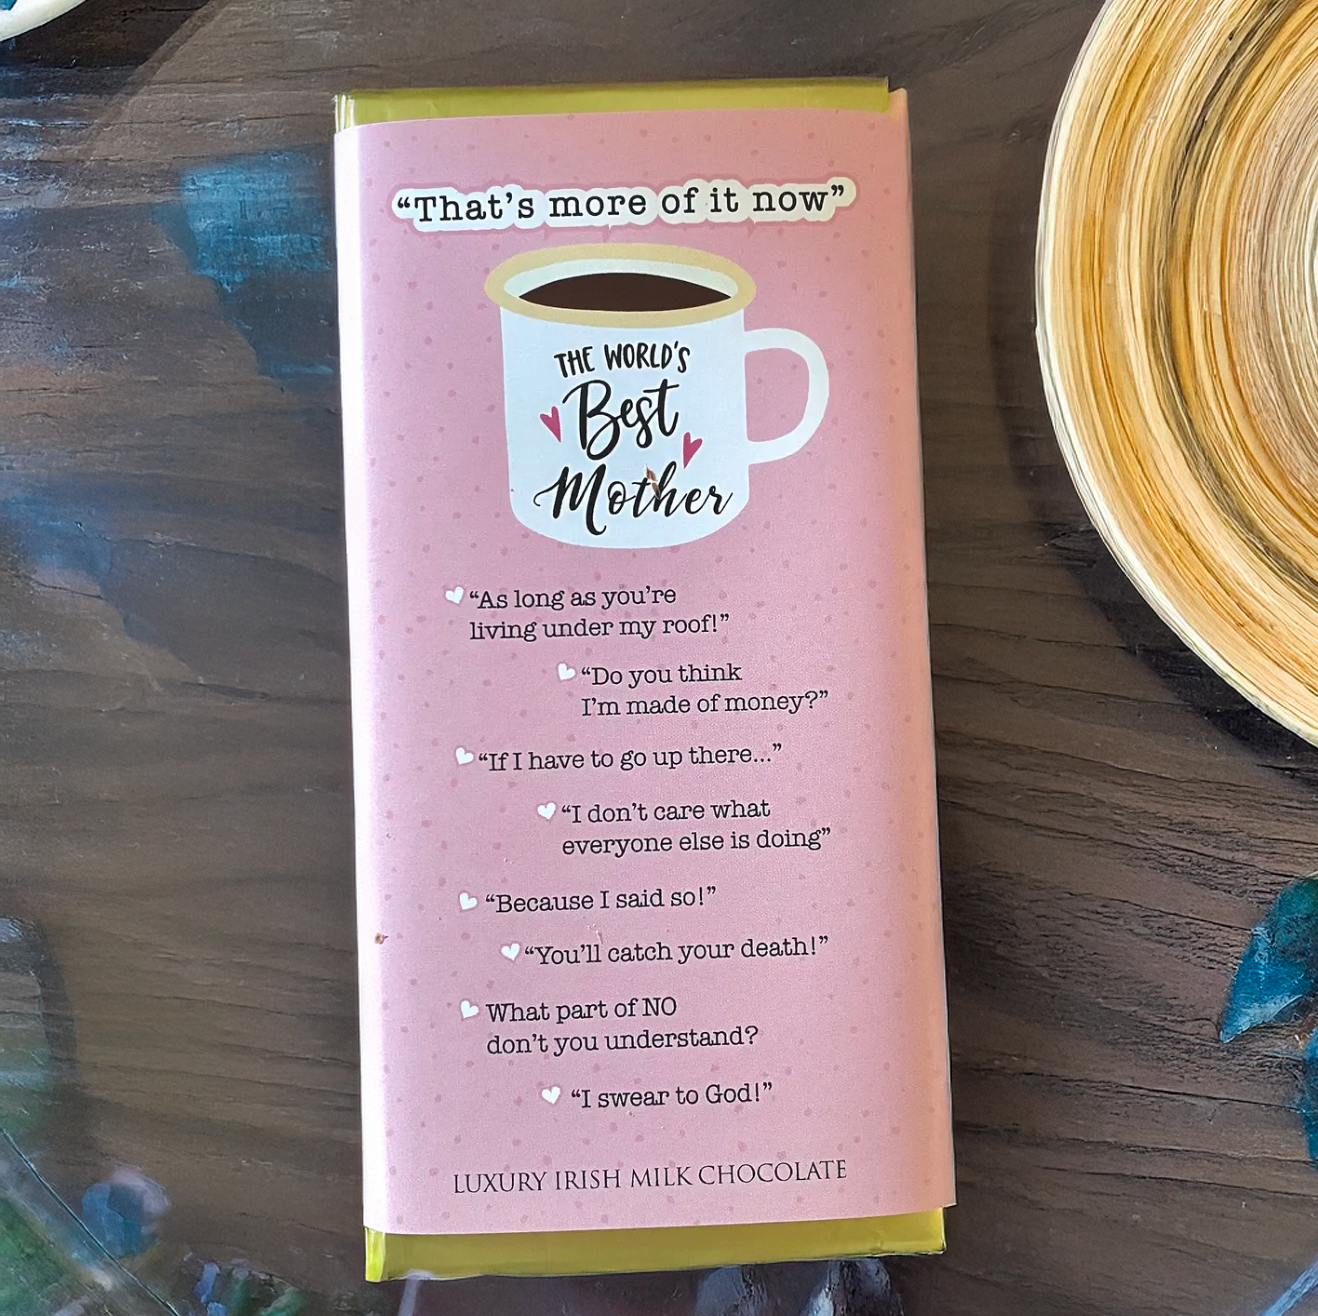 “That’s more of it now”
THE WORLD’S
Best
Mother
“As long as you’re
living under my roof!”
“Do you think
I’m made of money?”
“If I have to go up there...”
“I don’t care what
everyone else is doing”
“Because I said so!”
“You’ll catch your death!”
What part of NO
don’t you understand?
“I swear to God!”
LUXURY IRISH MILK CHOCOLATE